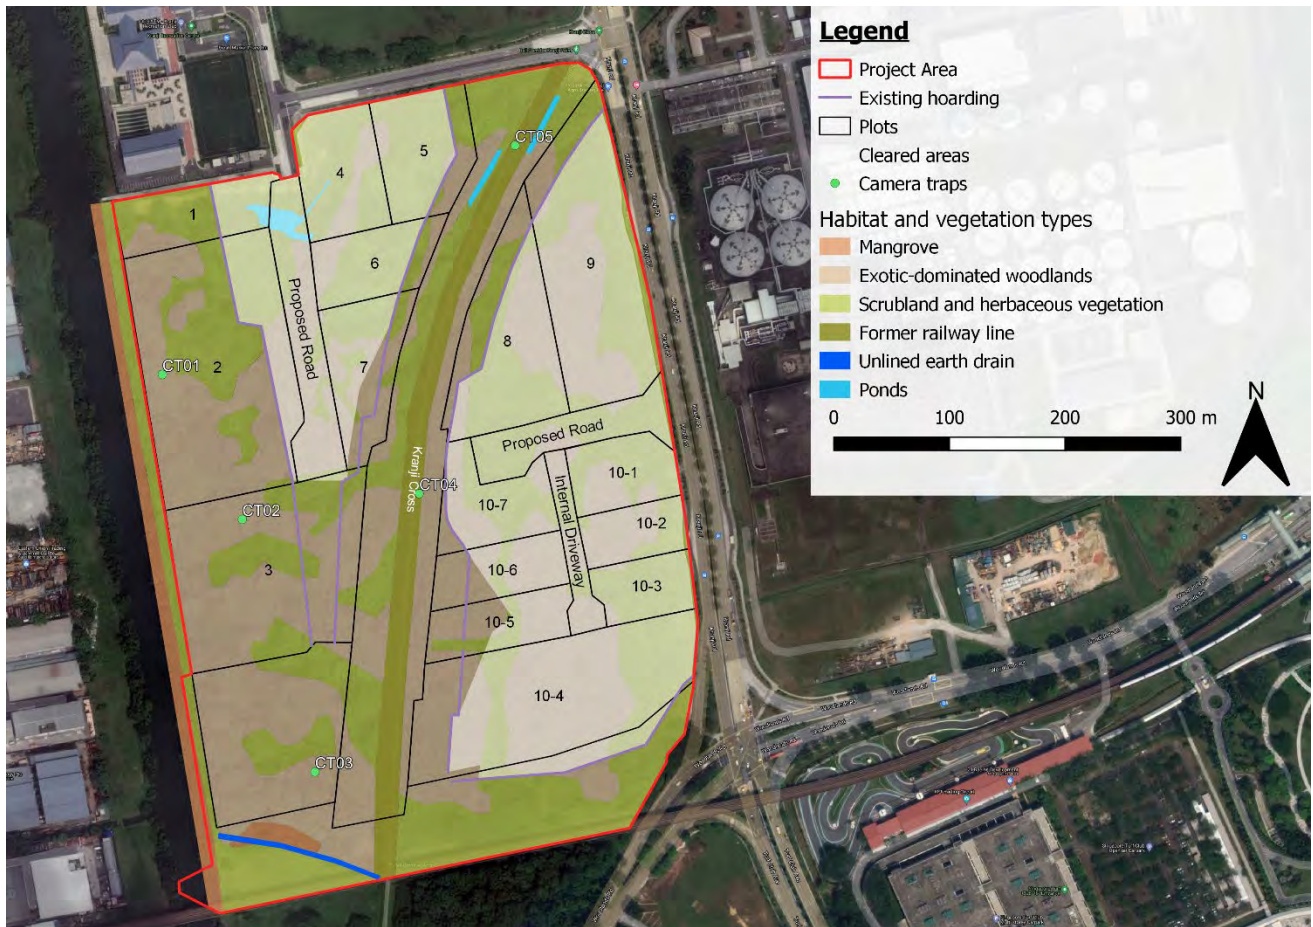 Legend
Project Area
Existing hoarding
Plots
Cleared areas
Camera traps
Habitat and vegetation types
Mangrove
Exotic-dominated woodlands
Scrubland and herbaceous vegetation
Former railway line
Unlined earth drain
Ponds
0 100 200 300 m
N
CT05
5
4
1
6
9
Proposed Road
CT01
2
7
8
Proposed Road
Kranji Cross
CT04
10-1
10-7
Internal Driveway
CT02
10-2
3
10-6
10-3
10-5
10-4
CT03